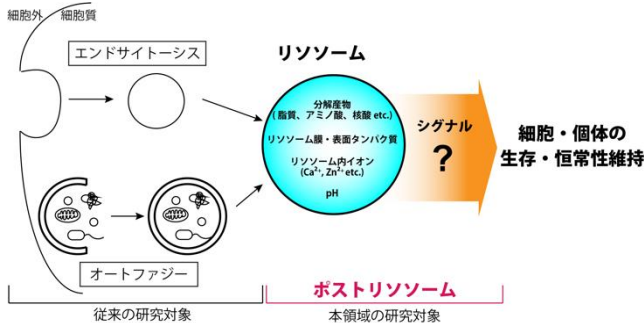 細胞外 細胞質
エンドサイトーシス
オートファジー
従来の研究対象
リソソーム
分解産物
(脂質、アミノ酸、核酸 etc.)
リソソーム膜・表面タンパク質
リソソーム内イオン
(Ca²⁺, Zn²⁺ etc.)
pH
シグナル
?
細胞・個体の
生存・恒常性維持
ポストリソソーム
本領域の研究対象